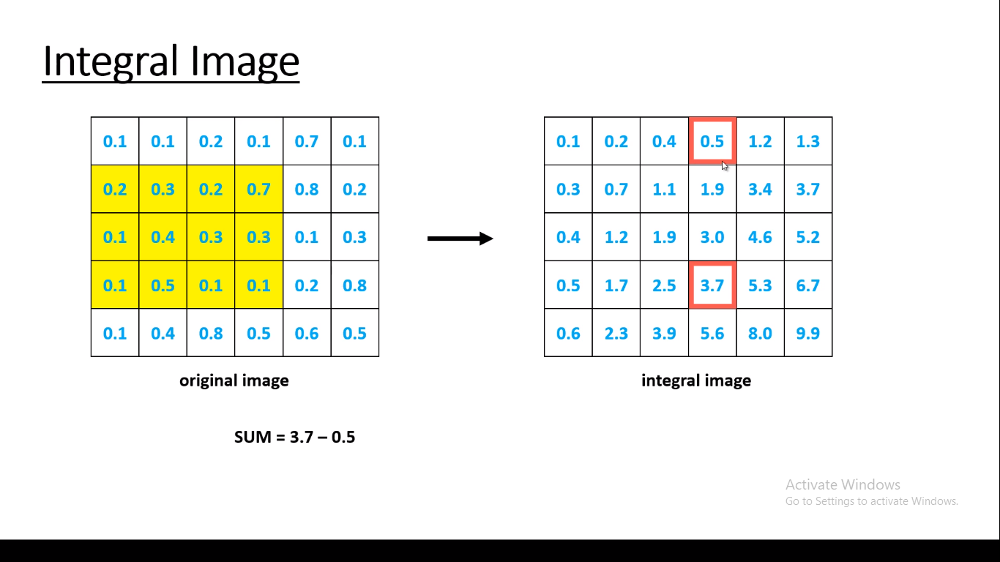 Integral Image
0.1 0.1 0.2 0.1 0.7 0.1
0.2 0.3 0.2 0.7 0.8 0.2
0.1 0.4 0.3 0.3 0.1 0.3
0.1 0.5 0.1 0.1 0.2 0.8
0.1 0.4 0.8 0.5 0.6 0.5
original image
0.1 0.2 0.4 0.5 1.2 1.3
0.3 0.7 1.1 1.9 3.4 3.7
0.4 1.2 1.9 3.0 4.6 5.2
0.5 1.7 2.5 3.7 5.3 6.7
0.6 2.3 3.9 5.6 8.0 9.9
integral image
SUM = 3.7 – 0.5
Activate Windows
Go to Settings to activate Windows.